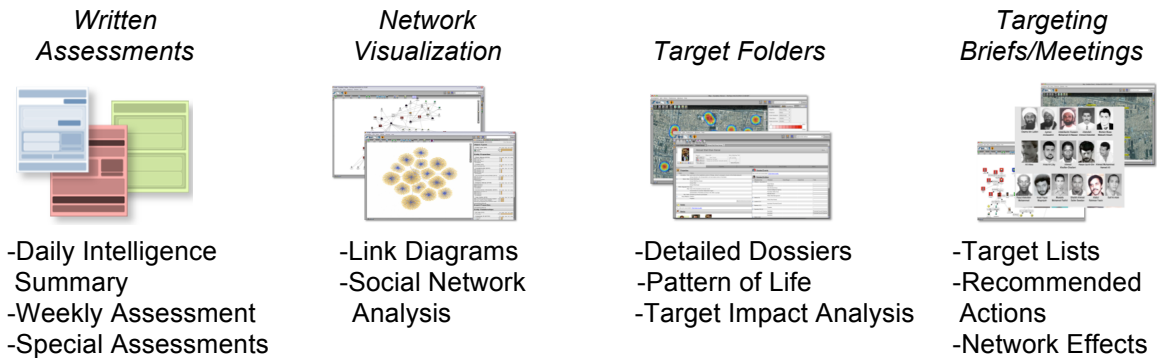 Written
Assessments
Network
Visualization
Target Folders
Targeting
Briefs/Meetings
-Daily Intelligence
Summary
-Weekly Assessment
-Special Assessments
-Link Diagrams
-Social Network
Analysis
-Detailed Dossiers
-Pattern of Life
-Target Impact Analysis
-Target Lists
-Recommended
Actions
-Network Effects